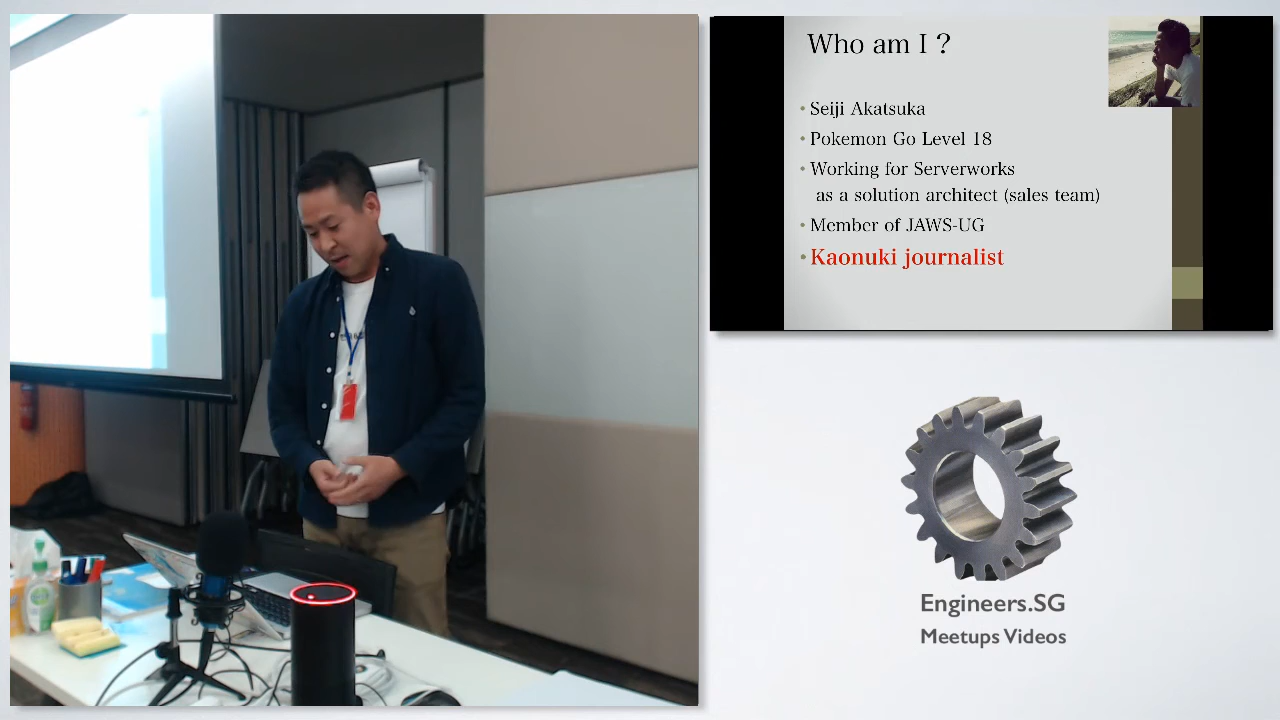 Who am I ?
Seiji Akatsuka
Pokemon Go Level 18
Working for Serverworks
as a solution architect (sales team)
Member of JAWS-UG
Kaonuki journalist
Engineers.SG
Meetups Videos